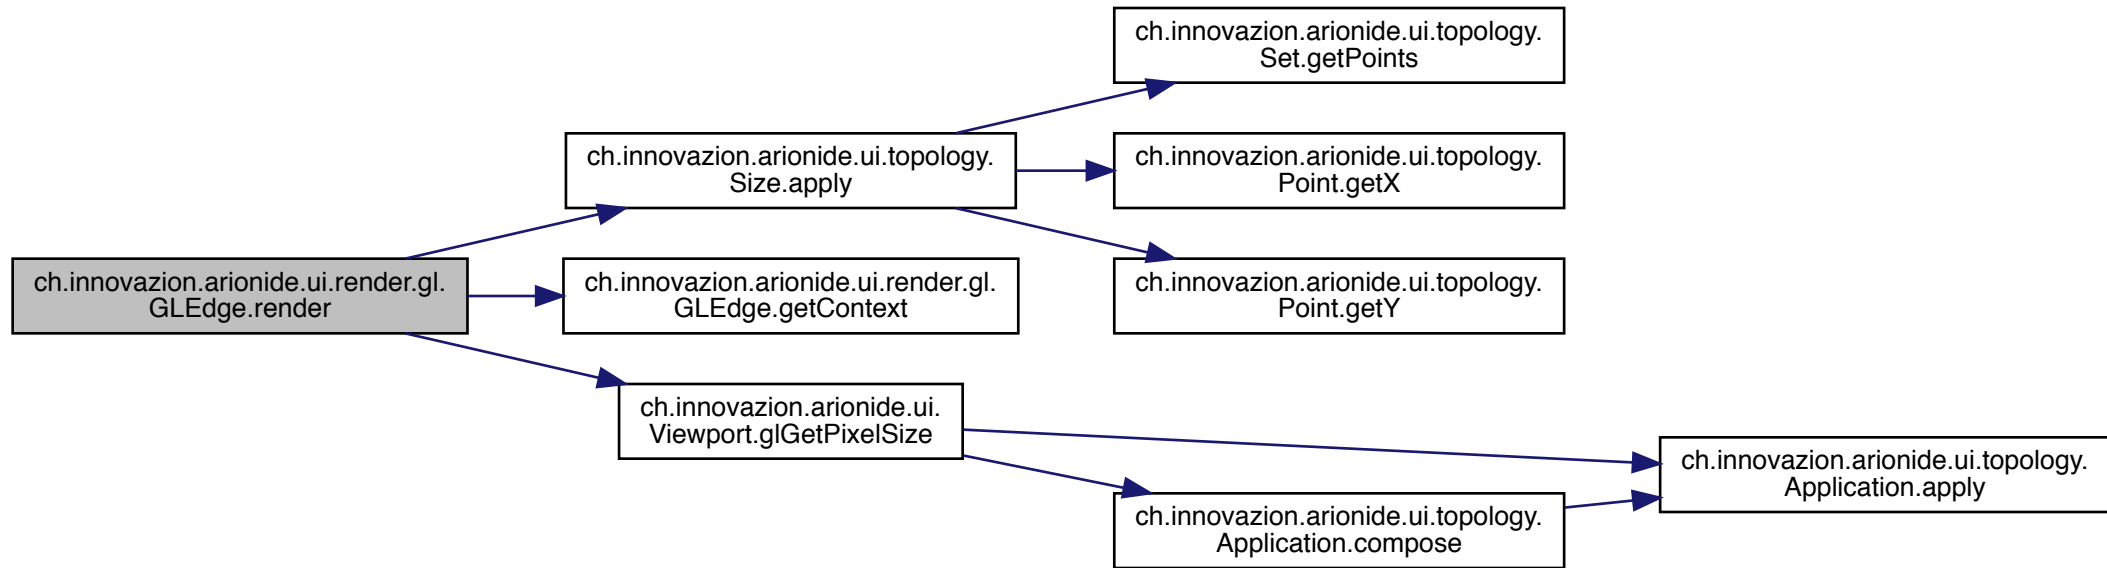 ch.innovazion.arionide.ui.render.gl.
GLEdge.render
ch.innovazion.arionide.ui.topology.
Size.apply
ch.innovazion.arionide.ui.topology.
Set.getPoints
ch.innovazion.arionide.ui.topology.
Point.getX
ch.innovazion.arionide.ui.topology.
Point.getY
ch.innovazion.arionide.ui.render.gl.
GLEdge.getContext
ch.innovazion.arionide.ui.
Viewport.glGetPixelSize
ch.innovazion.arionide.ui.topology.
Application.apply
ch.innovazion.arionide.ui.topology.
Application.compose